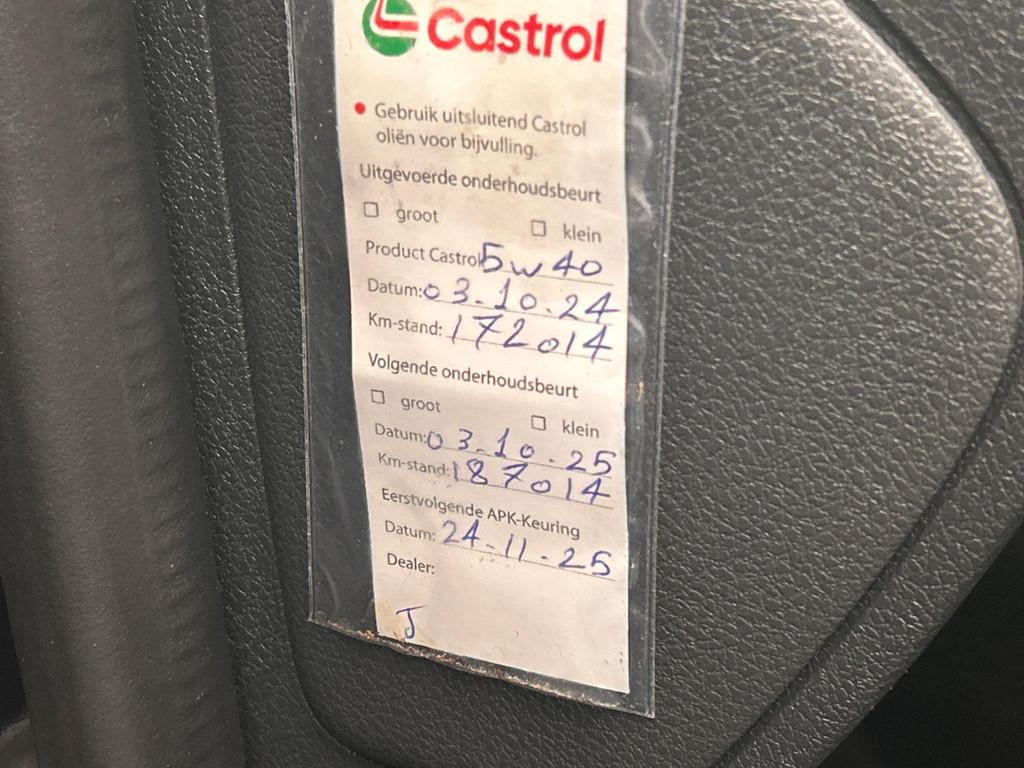 Castrol
• Gebruik uitsluitend Castrol
oliën voor bijvulling.
Uitgevoerde onderhoudsbeurt
☐ groot ☐ klein
Product Castrol 5w40
Datum: 03.10.24
Km-stand: 172014
Volgende onderhoudsbeurt
☐ groot ☐ klein
Datum: 03.10.25
Km-stand: 187014
Eerstvolgende APK-Keuring
Datum: 24-11-25
Dealer:
J